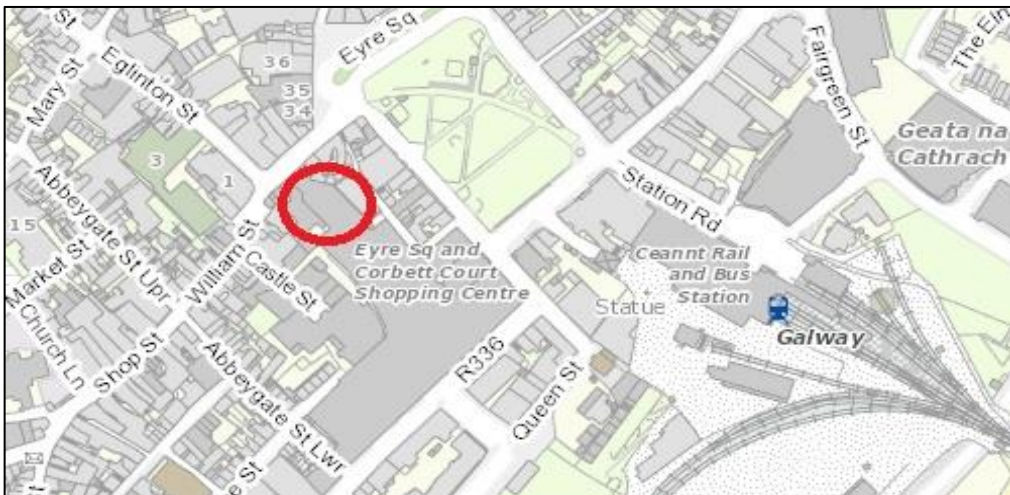 St
Eyre Sq
Mary St
Eglinton St
36
35
34
Fairgreen St
The Elm
Geata na
Cathrach
3
1
Station Rd
Abbeygate St Upr
15
Market St
William St
Castle St
Eyre Sq and
Corbett Court
Shopping Centre
Ceannt Rail
and Bus
Station
Statue
Galway
Church Ln
Shop St
Abbeygate St Lwr
R336
Queen St
e St
t